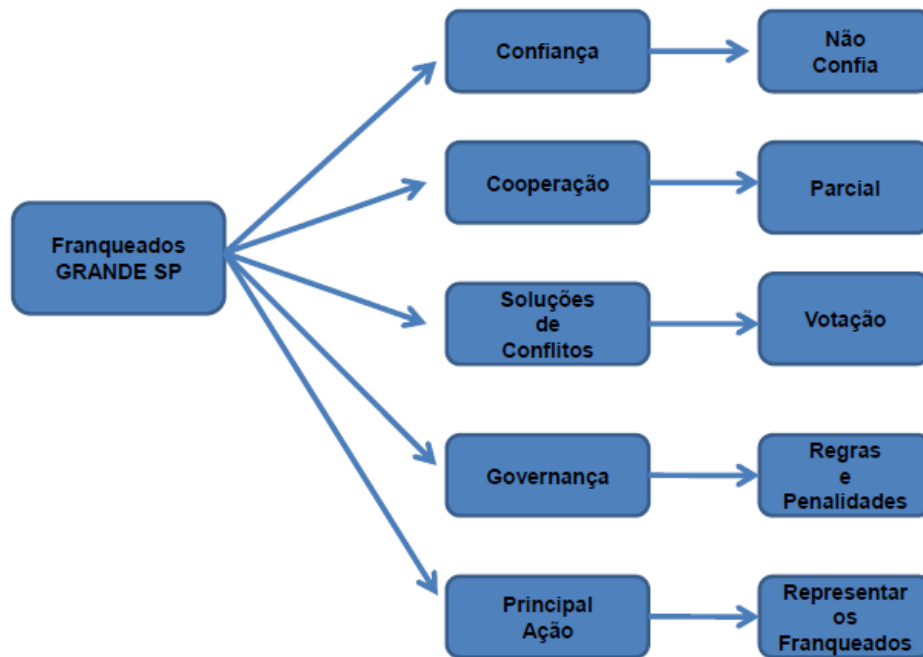 Franqueados
GRANDE SP
Confiança
Não
Confia
Cooperação
Parcial
Soluções
de
Conflitos
Votação
Governança
Regras
e
Penalidades
Principal
Ação
Representar
os
Franqueados